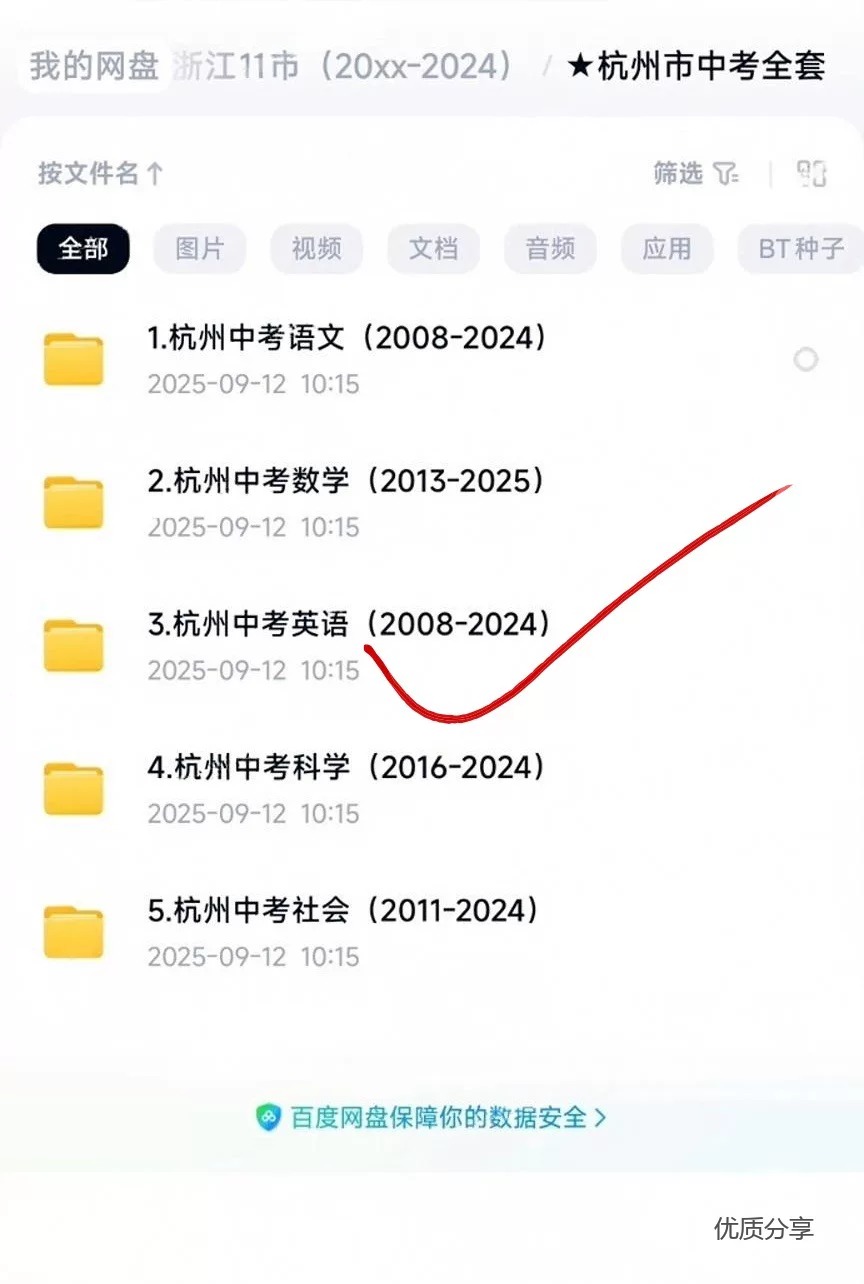 我的网盘 浙江11市（20xx-2024） / ★杭州市中考全套
按文件名↑ 筛选
全部 图片 视频 文档 音频 应用 BT种子
1.杭州中考语文（2008-2024）
2025-09-12 10:15
2.杭州中考数学（2013-2025）
2025-09-12 10:15
3.杭州中考英语（2008-2024）
2025-09-12 10:15
4.杭州中考科学（2016-2024）
2025-09-12 10:15
5.杭州中考社会（2011-2024）
2025-09-12 10:15
百度网盘保障你的数据安全 >
优质分享